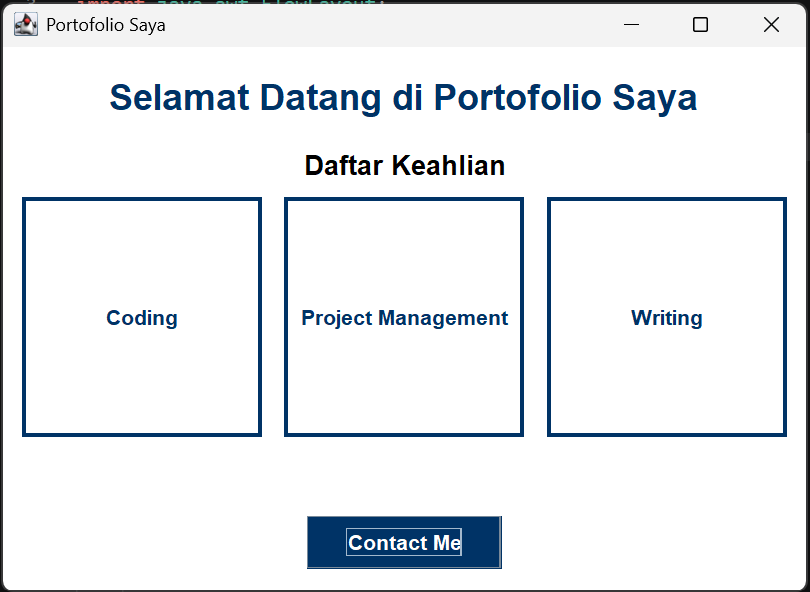 Portofolio Saya
Selamat Datang di Portofolio Saya
Daftar Keahlian
Coding
Project Management
Writing
Contact Me